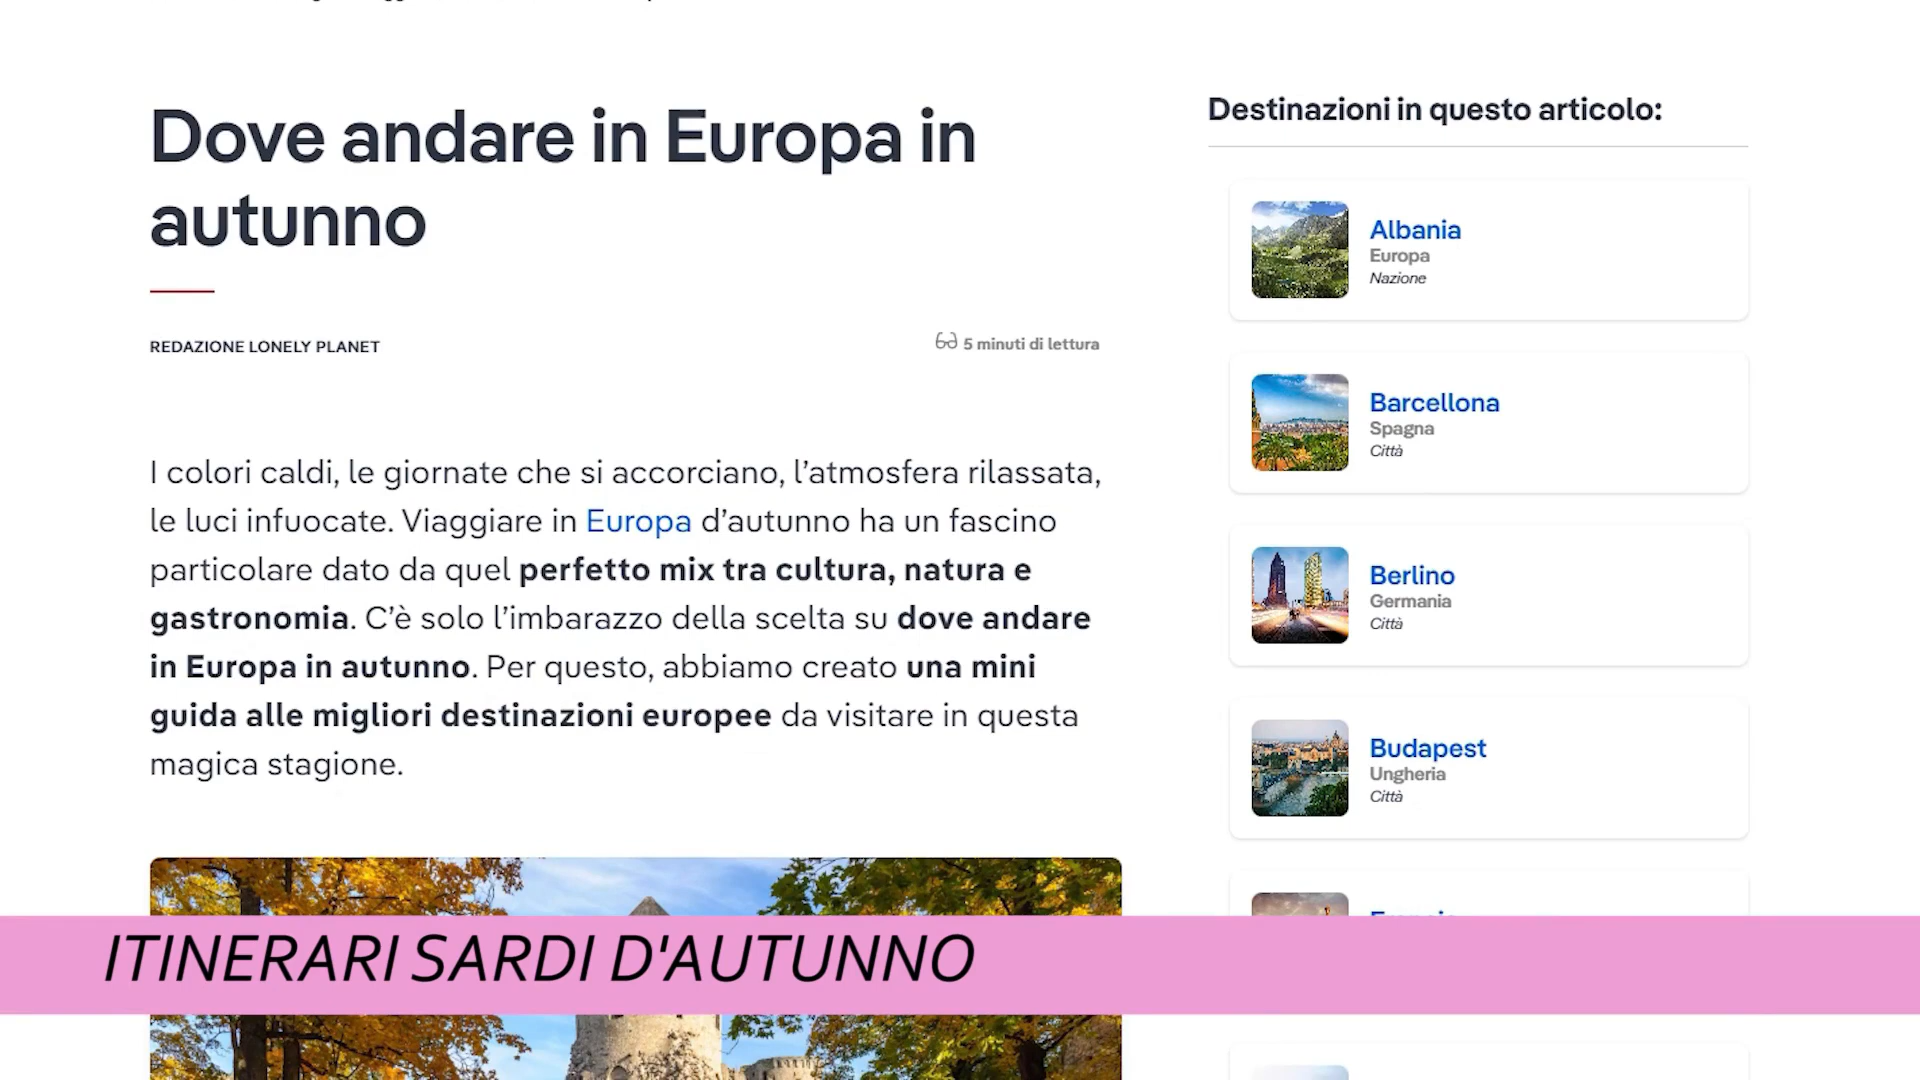 Dove andare in Europa in
autunno
REDAZIONE LONELY PLANET
5 minuti di lettura
I colori caldi, le giornate che si accorciano, l’atmosfera rilassata,
le luci infuocate. Viaggiare in Europa d’autunno ha un fascino
particolare dato da quel perfetto mix tra cultura, natura e
gastronomia. C’è solo l’imbarazzo della scelta su dove andare
in Europa in autunno. Per questo, abbiamo creato una mini
guida alle migliori destinazioni europee da visitare in questa
magica stagione.
Destinazioni in questo articolo:
Albania
Europa
Nazione
Barcellona
Spagna
Città
Berlino
Germania
Città
Budapest
Ungheria
Città
ITINERARI SARDI D'AUTUNNO